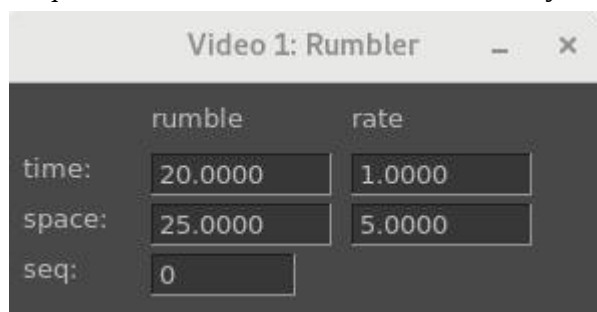 Video 1: Rumbler
rumble rate
time: 20.0000 1.0000
space: 25.0000 5.0000
seq: 0